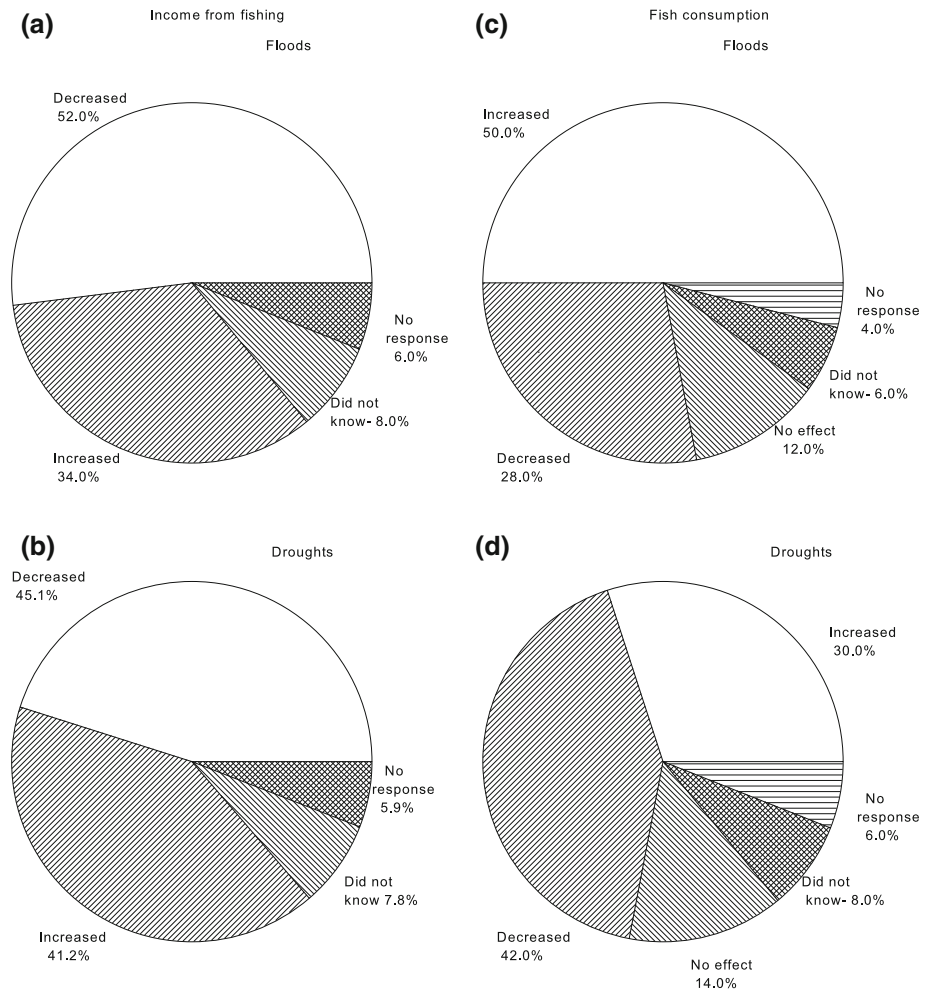 (a)
Income from fishing
Floods
Decreased
52.0%
No
response
6.0%
Did not
know- 8.0%
Increased
34.0%
(c)
Fish consumption
Floods
Increased
50.0%
No
response
4.0%
Did not
know- 6.0%
No effect
12.0%
Decreased
28.0%
(b)
Droughts
Decreased
45.1%
No
response
5.9%
Did not
know 7.8%
Increased
41.2%
(d)
Droughts
Increased
30.0%
No
response
6.0%
Did not
know- 8.0%
No effect
14.0%
Decreased
42.0%